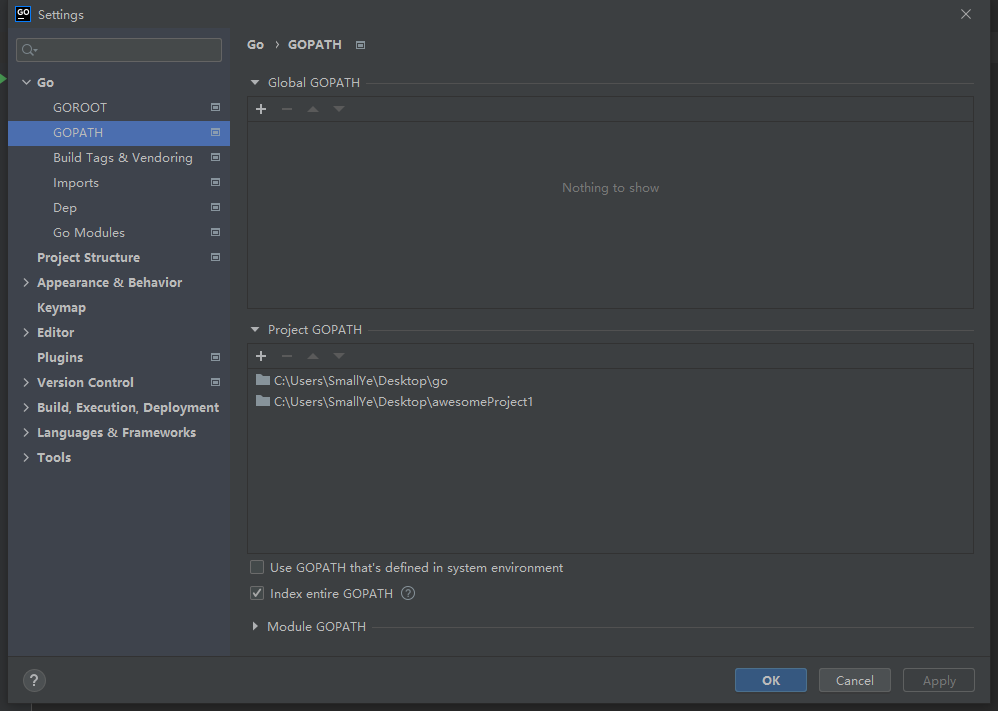 GO Settings
Go › GOPATH
Go
GOROOT
GOPATH
Build Tags & Vendoring
Imports
Dep
Go Modules
Project Structure
Appearance & Behavior
Keymap
Editor
Plugins
Version Control
Build, Execution, Deployment
Languages & Frameworks
Tools
Global GOPATH
Nothing to show
Project GOPATH
C:\Users\SmallYe\Desktop\go
C:\Users\SmallYe\Desktop\awesomeProject1
Use GOPATH that's defined in system environment
Index entire GOPATH ?
Module GOPATH
? OK Cancel Apply